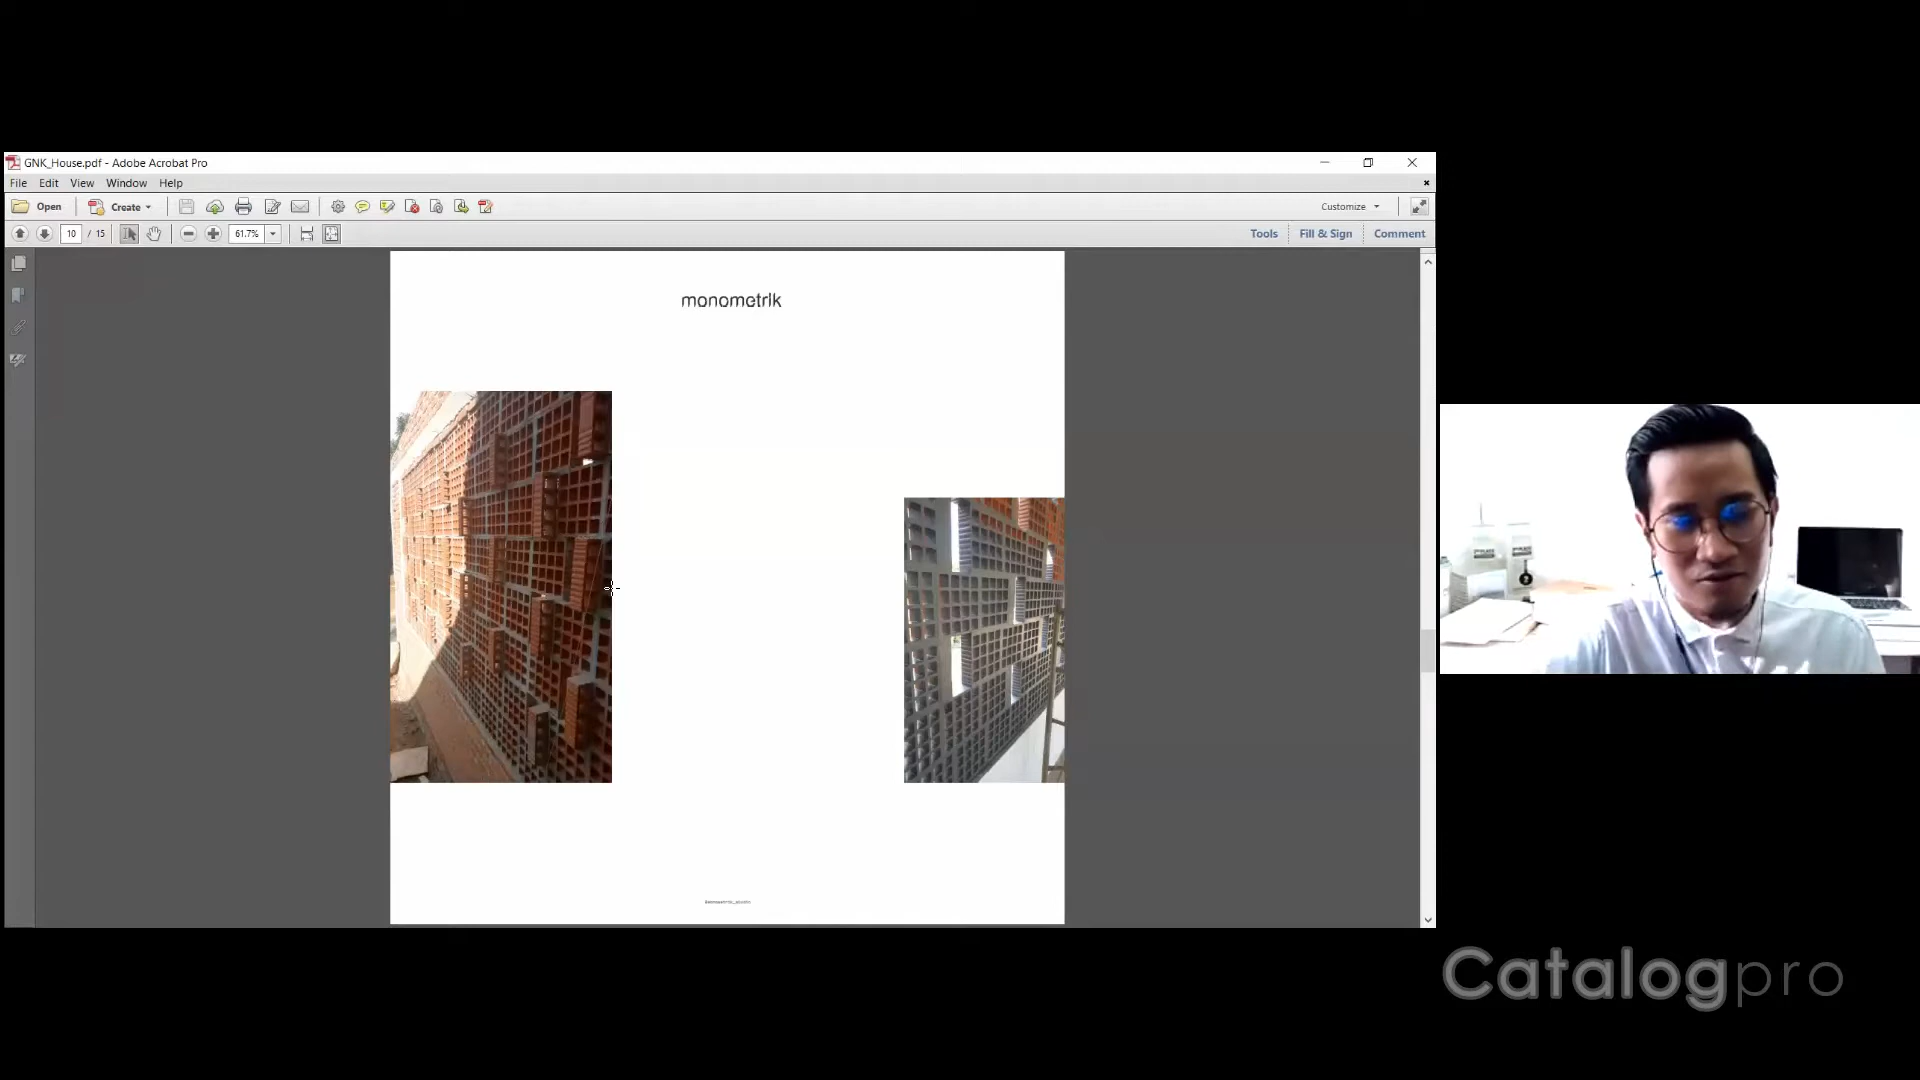 GNK_House.pdf - Adobe Acrobat Pro
File Edit View Window Help
Open Create Customize
10 / 15 61.7% Tools Fill & Sign Comment
monometrik
Catalogpro